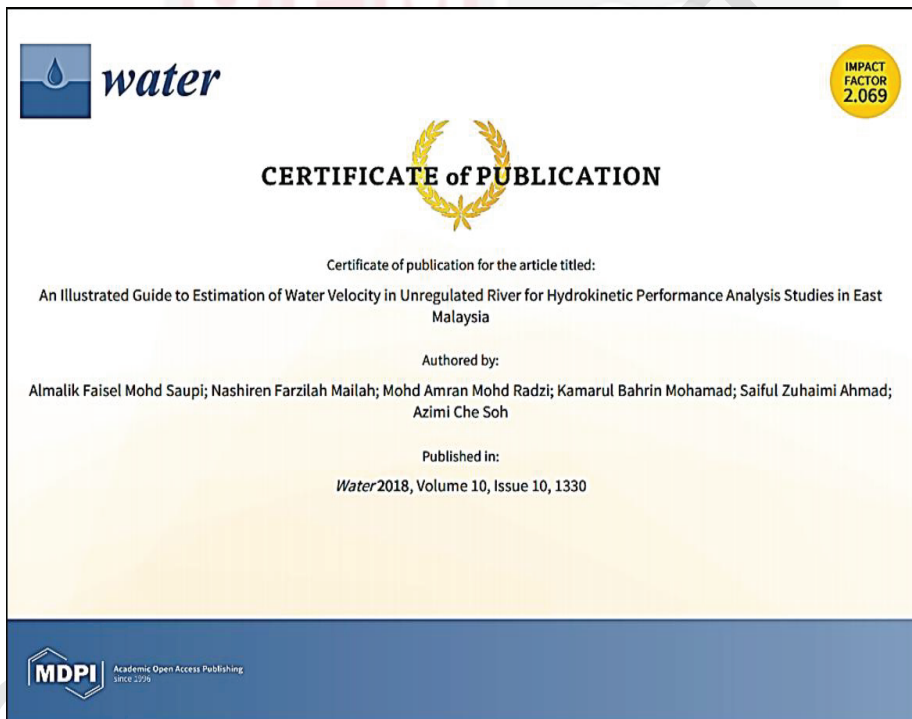 water
IMPACT
FACTOR
2.069
CERTIFICATE of PUBLICATION
Certificate of publication for the article titled:
An Illustrated Guide to Estimation of Water Velocity in Unregulated River for Hydrokinetic Performance Analysis Studies in East
Malaysia
Authored by:
Almalik Faisel Mohd Saupi; Nashiren Farzilah Mailah; Mohd Amran Mohd Radzi; Kamarul Bahrin Mohamad; Saiful Zuhaimi Ahmad;
Azimi Che Soh
Published in:
Water 2018, Volume 10, Issue 10, 1330
MDPI
Academic Open Access Publishing
since 1996